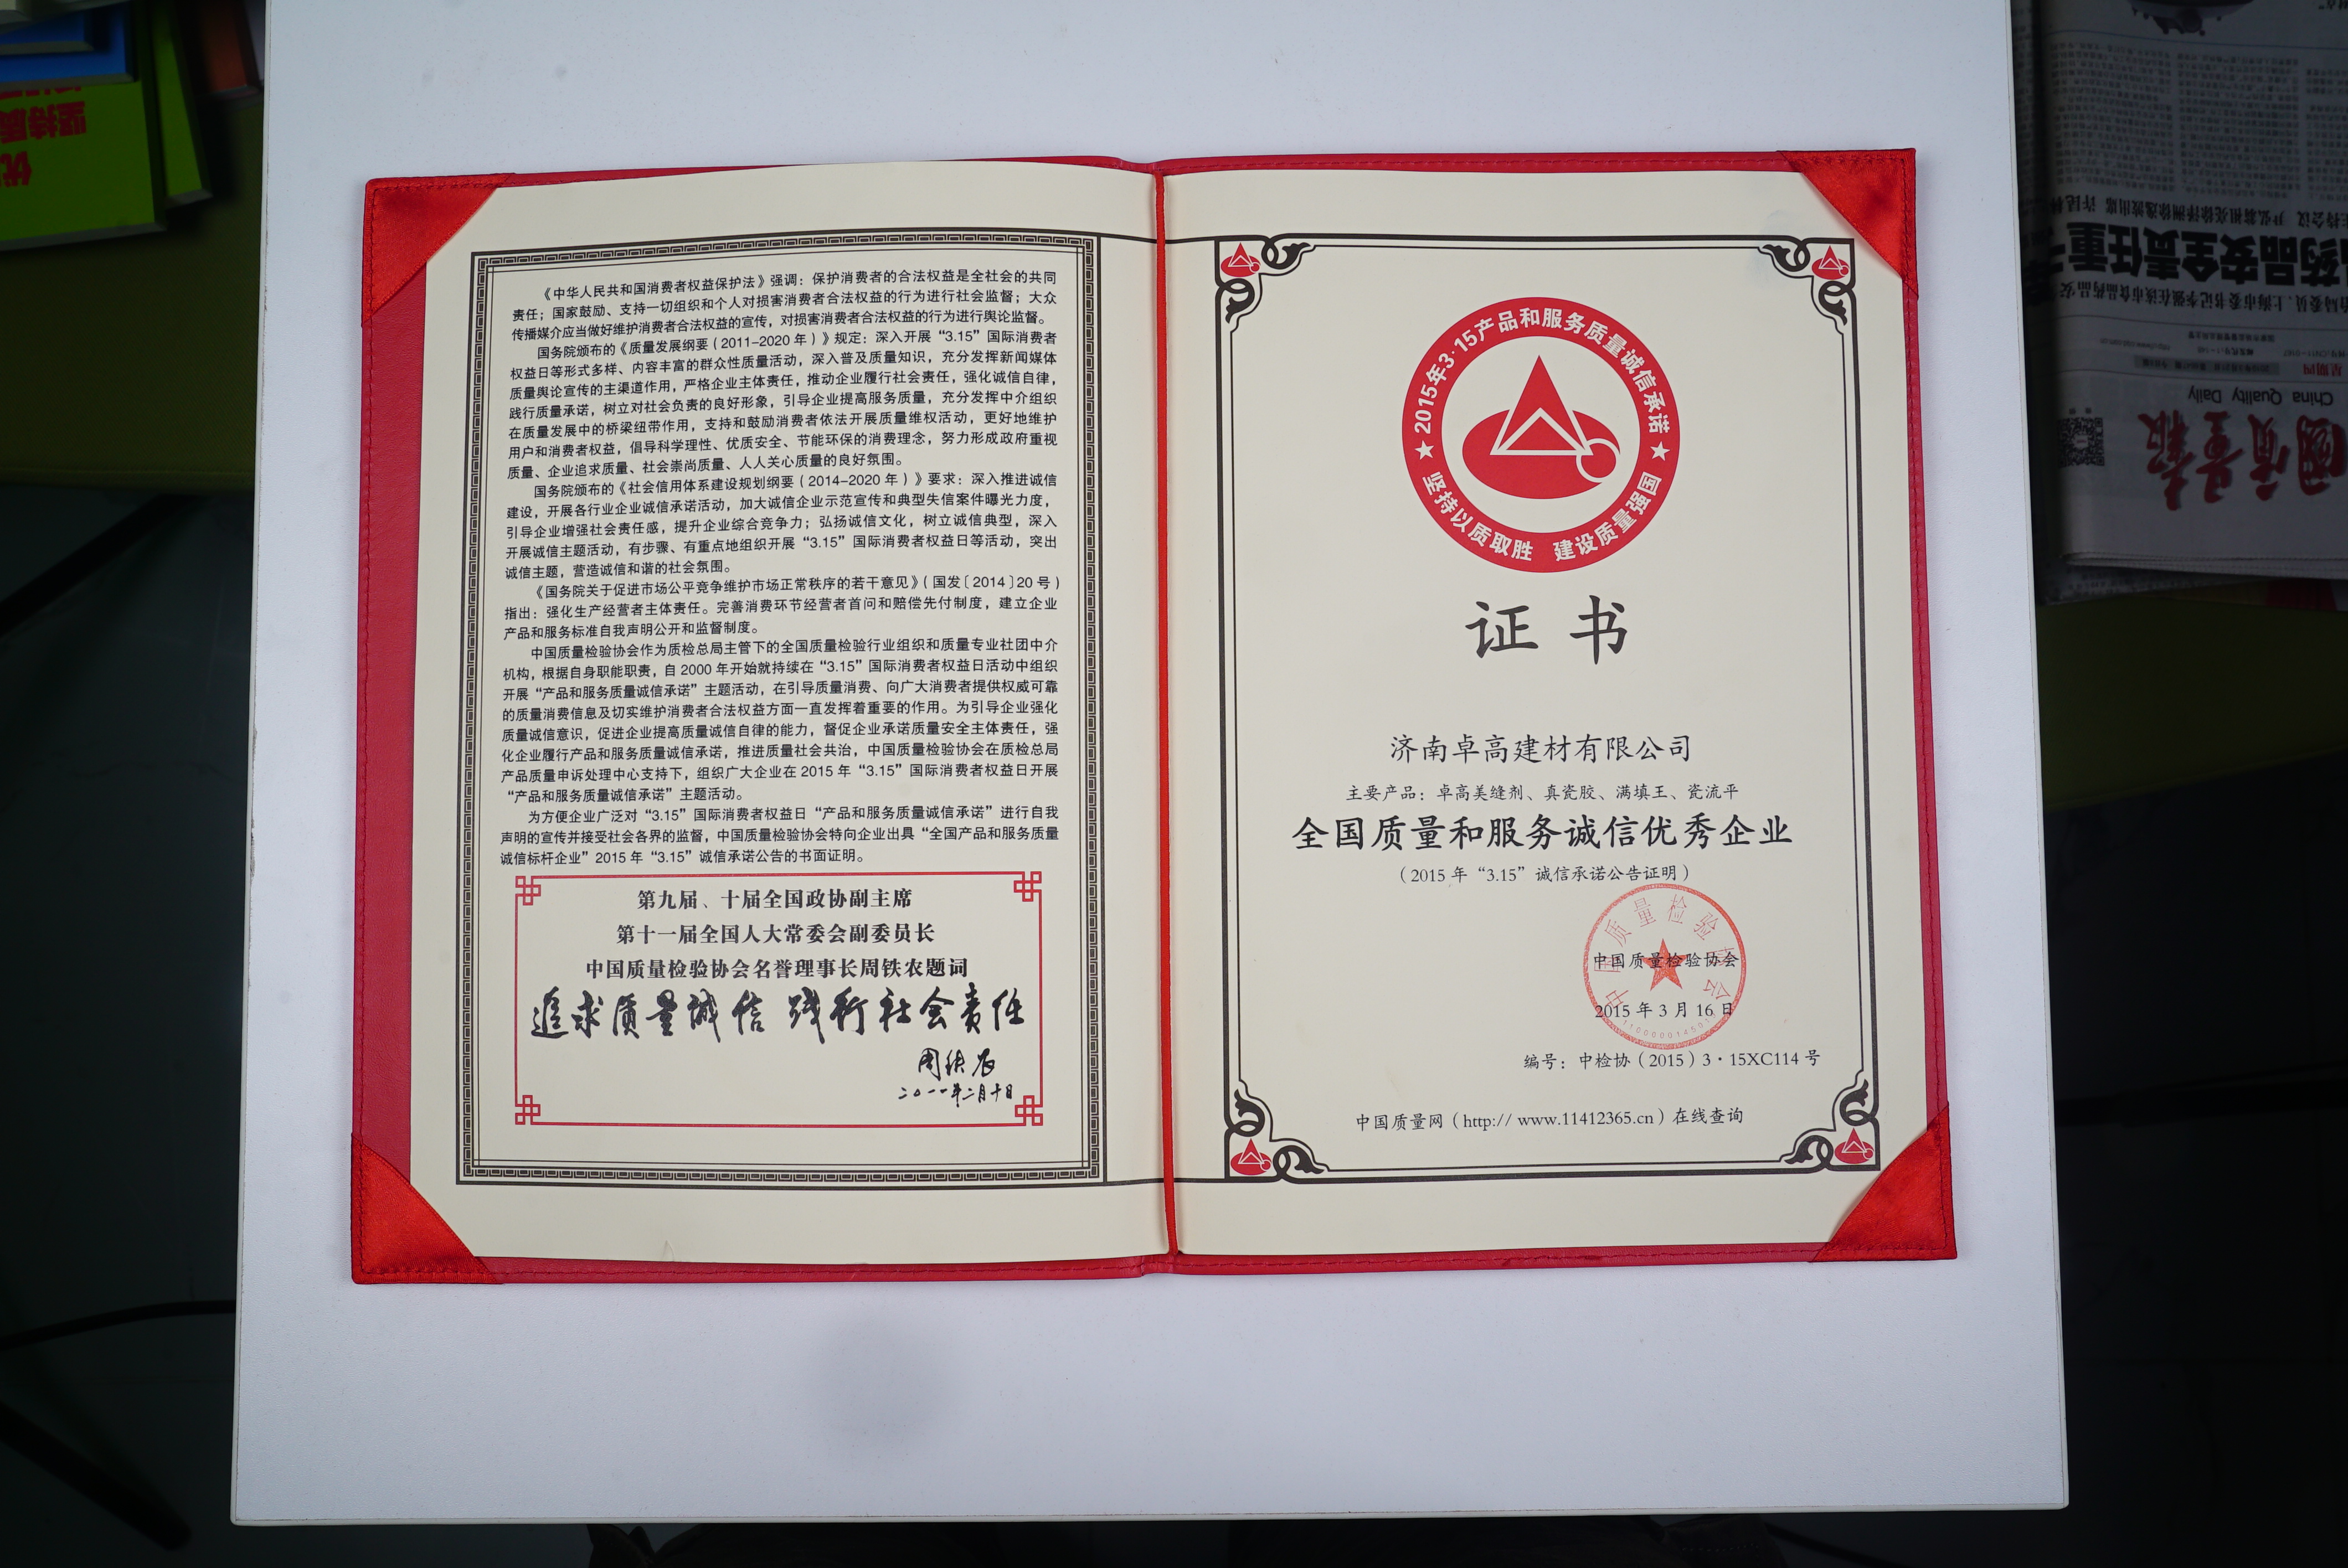 《中华人民共和国消费者权益保护法》强调：保护消费者的合法权益是全社会的共同
责任；国家鼓励、支持一切组织和个人对损害消费者合法权益的行为进行社会监督；大众
传播媒介应当做好维护消费者合法权益的宣传，对损害消费者合法权益的行为进行舆论监督。
国务院颁布的《质量发展纲要（2011-2020年）》规定：深入开展“3.15”国际消费者
权益日等形式多样、内容丰富的群众性质量活动，深入普及质量知识，充分发挥新闻媒体
质量舆论宣传的主渠道作用，严格企业主体责任，推动企业履行社会责任，强化诚信自律，
践行质量承诺，树立对社会负责的良好形象，引导企业提高服务质量，充分发挥中介组织
在质量发展中的桥梁纽带作用，支持和鼓励消费者依法开展质量维权活动，更好地维护
用户和消费者权益，倡导科学理性、优质安全、节能环保的消费理念，努力形成政府重视
质量、企业追求质量、社会崇尚质量、人人关心质量的良好氛围。
国务院颁布的《社会信用体系建设规划纲要（2014-2020年）》要求：深入推进诚信
建设，开展各行业企业诚信承诺活动，加大诚信企业示范宣传和典型失信案件曝光力度，
引导企业增强社会责任感，提升企业综合竞争力；弘扬诚信文化，树立诚信典型，深入
开展诚信主题活动，有步骤、有重点地组织开展“3.15”国际消费者权益日等活动，突出
诚信主题，营造诚信和谐的社会氛围。
《国务院关于促进市场公平竞争维护市场正常秩序的若干意见》（国发〔2014〕20号）
指出：强化生产经营者主体责任。完善消费环节经营者首问和赔偿先付制度，建立企业
产品和服务标准自我声明公开和监督制度。
中国质量检验协会作为质检总局主管下的全国质量检验行业组织和质量专业社团中介
机构，根据自身职能职责，自2000年开始就持续在“3.15”国际消费者权益日活动中组织
开展“产品和服务质量诚信承诺”主题活动，在引导质量消费、向广大消费者提供权威可靠
的质量消费信息及切实维护消费者合法权益方面一直发挥着重要的作用。为引导企业强化
质量诚信意识，促进企业提高质量诚信自律的能力，督促企业承诺质量安全主体责任，强
化企业履行产品和服务质量诚信承诺，推进质量社会共治，中国质量检验协会在质检总局
产品质量申诉处理中心支持下，组织广大企业在2015年“3.15”国际消费者权益日开展
“产品和服务质量诚信承诺”主题活动。
为方便企业广泛对“3.15”国际消费者权益日“产品和服务质量诚信承诺”进行自我
声明的宣传并接受社会各界的监督，中国质量检验协会特向企业出具“全国产品和服务质量
诚信标杆企业”2015年“3.15”诚信承诺公告的书面证明。
第九届、十届全国政协副主席
第十一届全国人大常委会副委员长
中国质量检验协会名誉理事长周铁农题词
追求质量诚信 践行社会责任
周铁农
二〇一一年二月十日
2015年3·15产品和服务质量诚信承诺
坚持以质取胜 建设质量强国
证书
济南卓高建材有限公司
主要产品：卓高美缝剂、真瓷胶、满填王、瓷流平
全国质量和服务诚信优秀企业
（2015年“3.15”诚信承诺公告证明）
中国质量检验协会
中国质量检验协会
2015年3月16日
编号：中检协（2015）3·15XC114号
中国质量网（http:// www.11412365.cn）在线查询
坚持质
优
药品安全责任重
China Quality Daily
国质量报
星期四